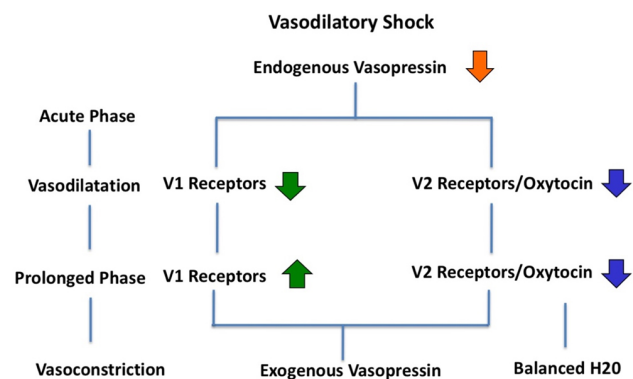 Vasodilatory Shock
Endogenous Vasopressin
Acute Phase
Vasodilatation
V1 Receptors
V2 Receptors/Oxytocin
Prolonged Phase
V1 Receptors
V2 Receptors/Oxytocin
Vasoconstriction
Exogenous Vasopressin
Balanced H20